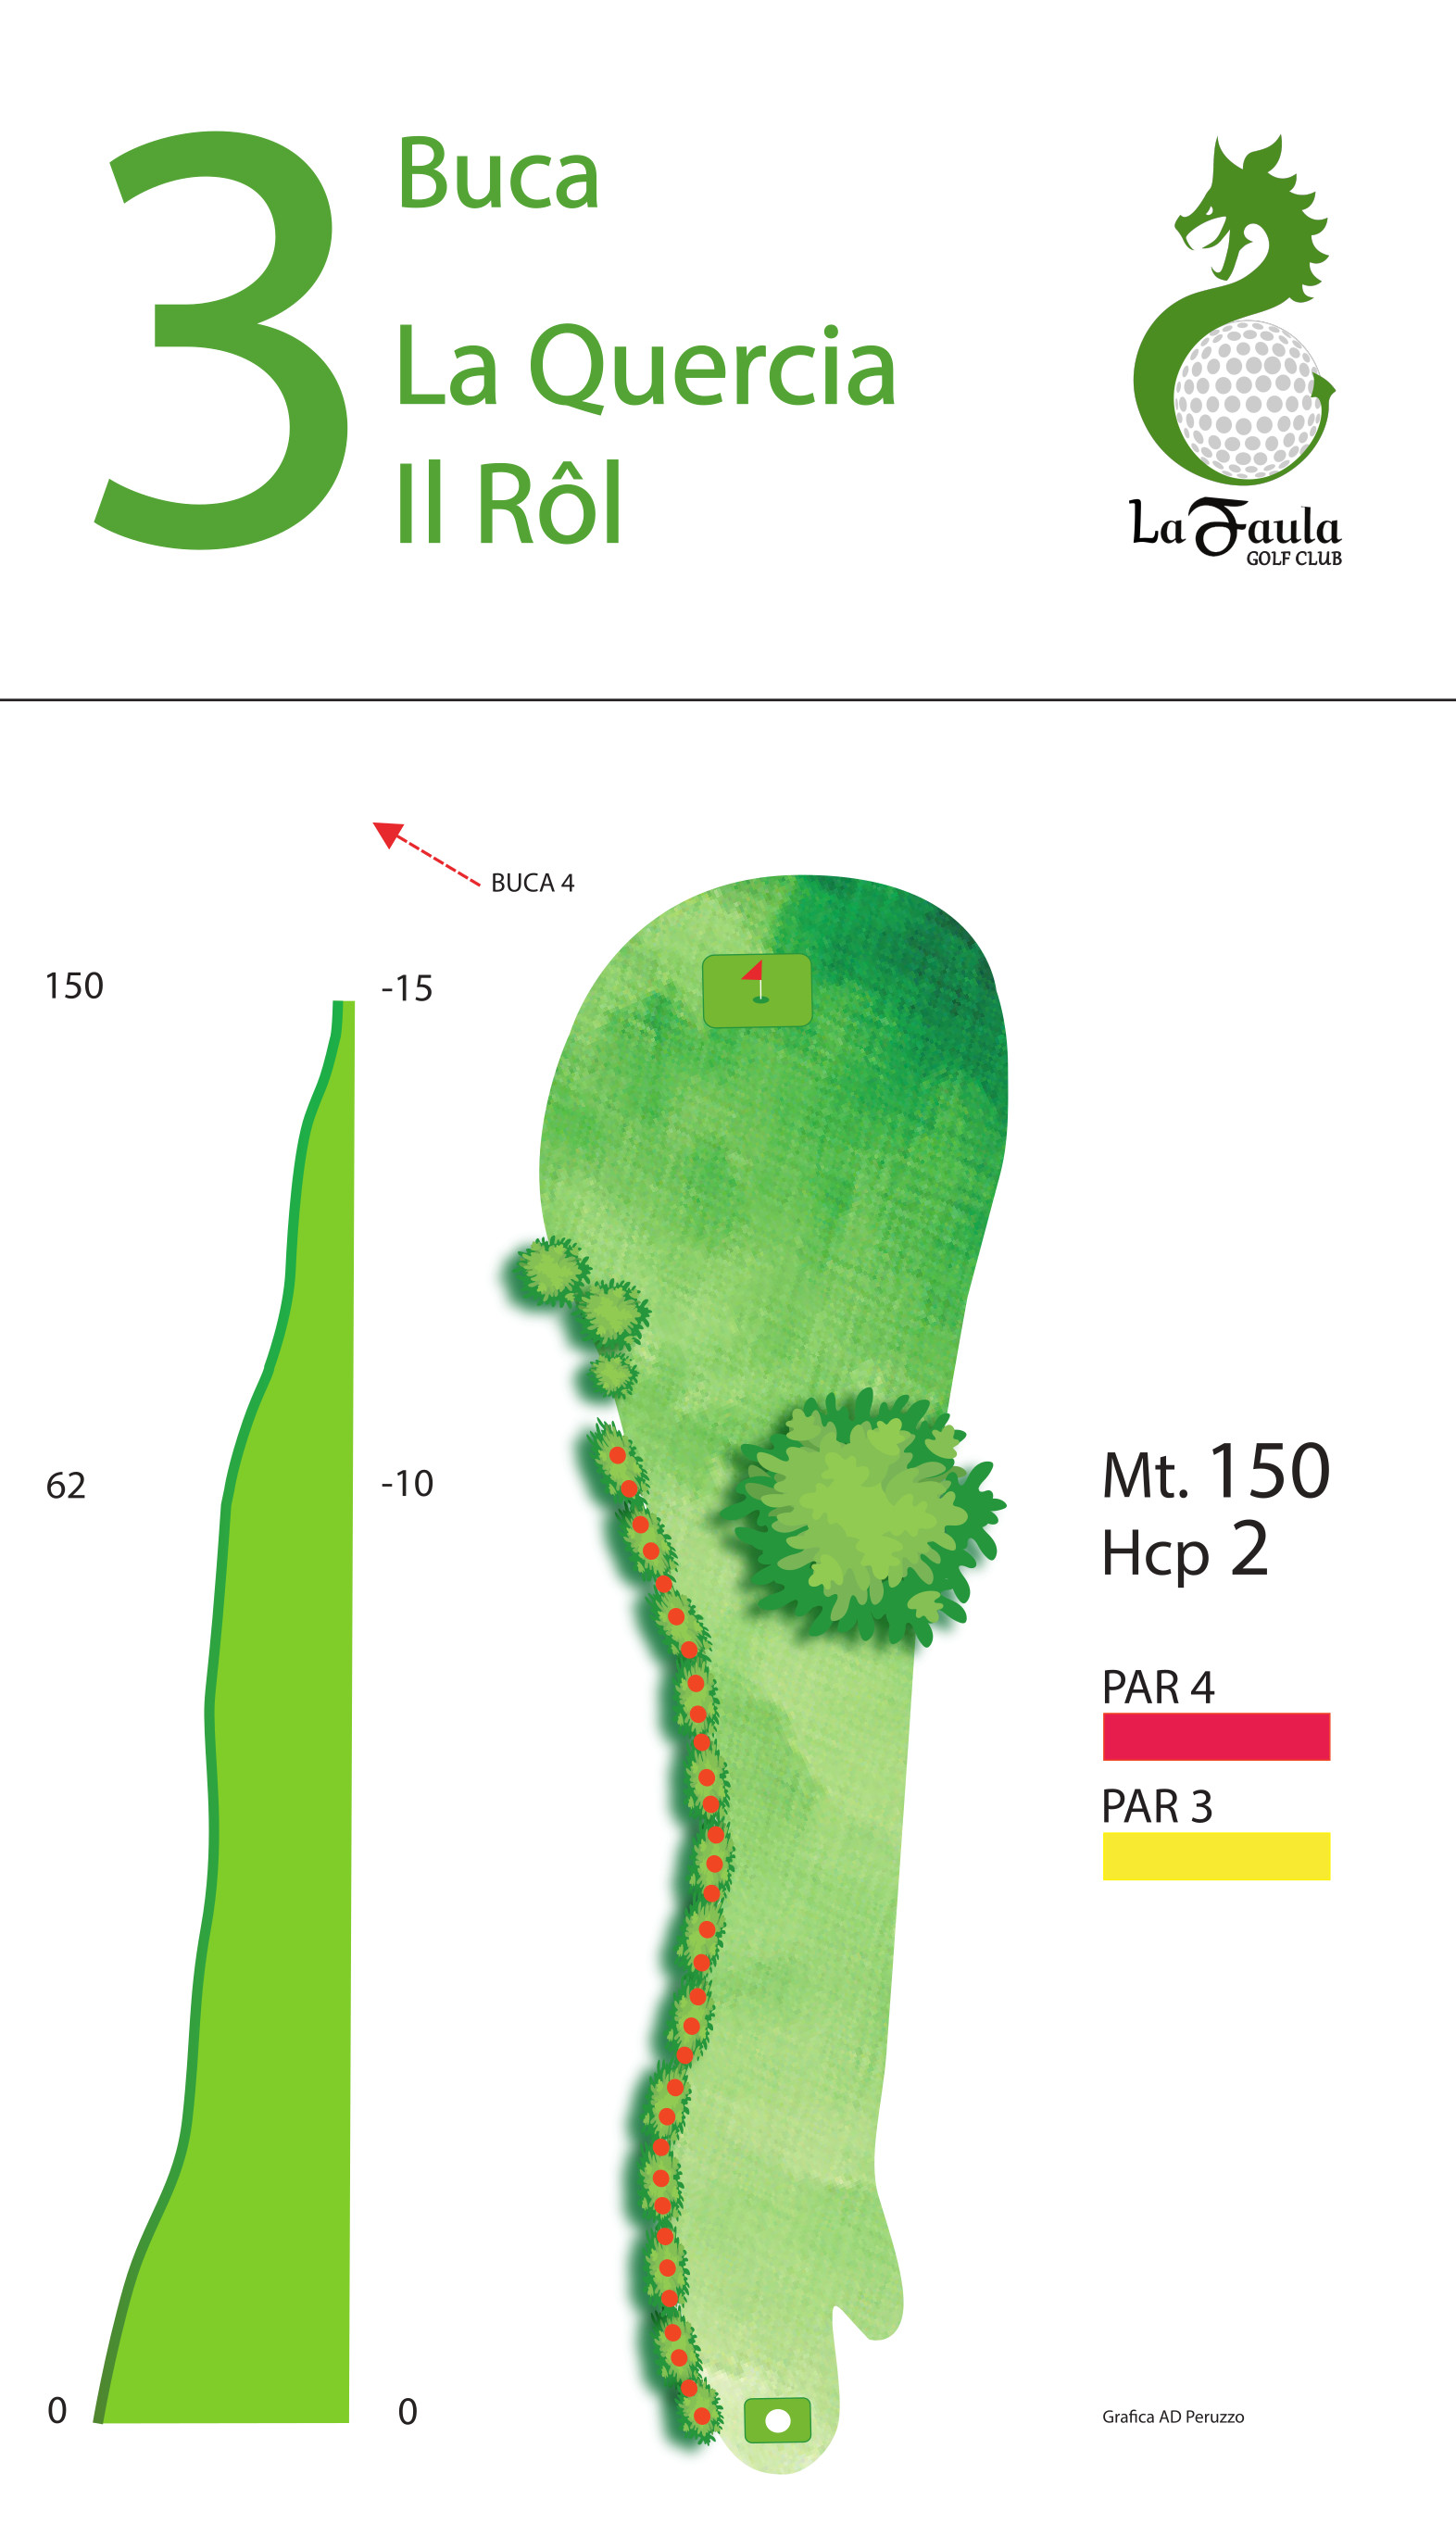 3
Buca
La Quercia
Il Rôl
La Faula
GOLF CLUB
BUCA 4
150
-15
62
-10
Mt. 150
Hcp 2
PAR 4
PAR 3
0
0
Grafica AD Peruzzo